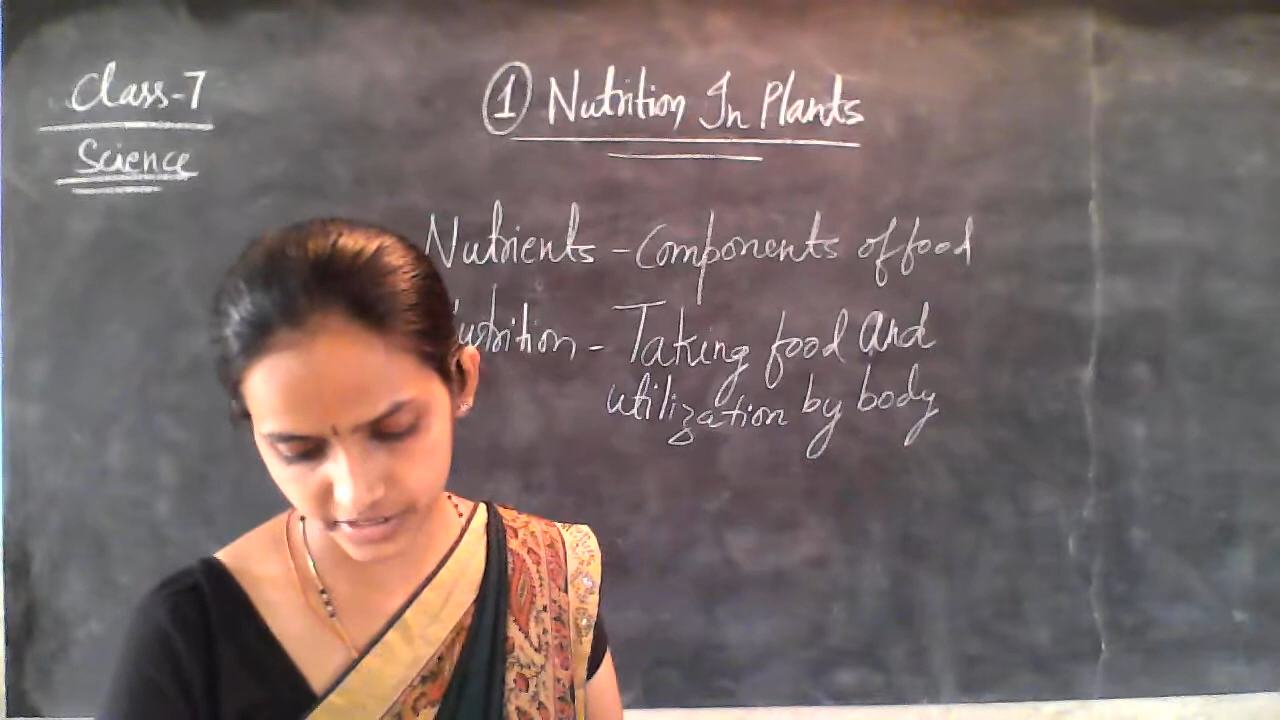 Class-7
Science
① Nutrition In Plants
Nutrients - Components of food
Nutrition - Taking food and
utilization by body